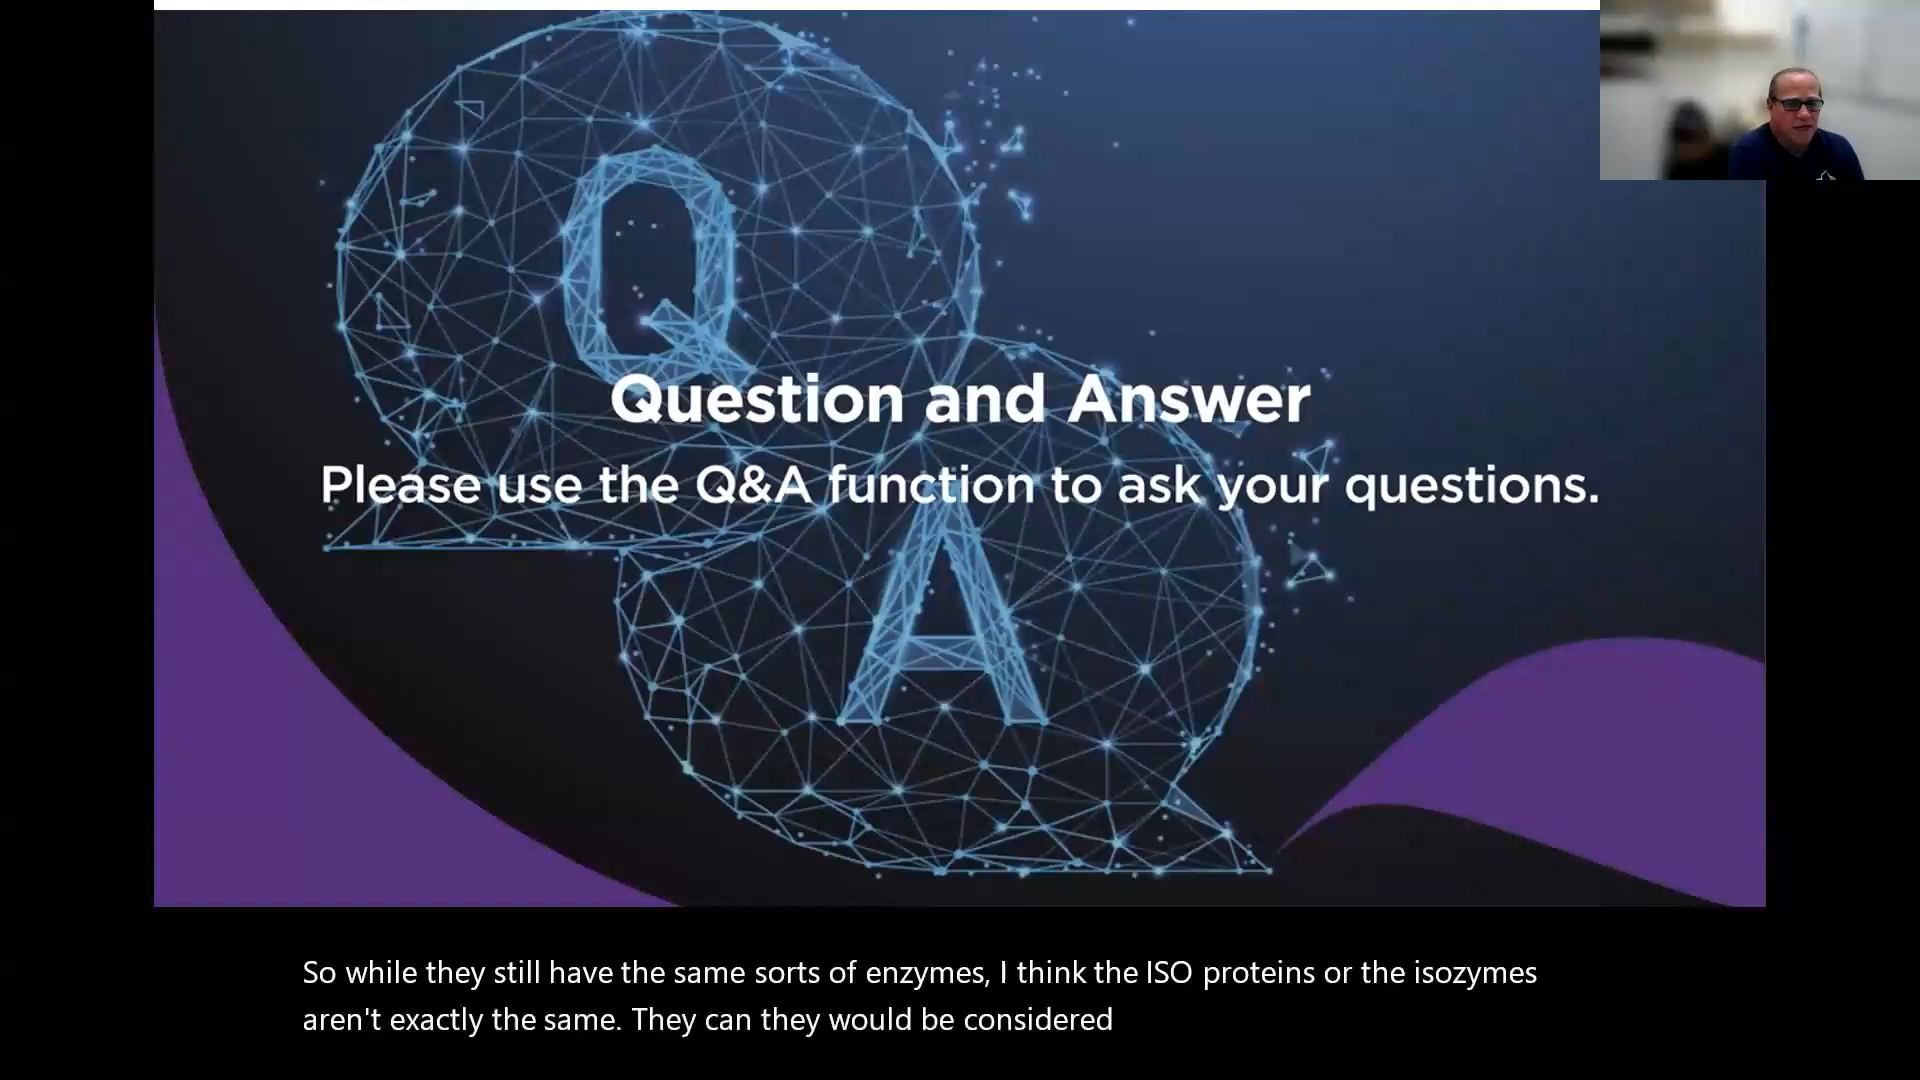 Q
Question and Answer
Please use the Q&A function to ask your questions.
A
So while they still have the same sorts of enzymes, I think the ISO proteins or the isozymes
aren't exactly the same. They can they would be considered